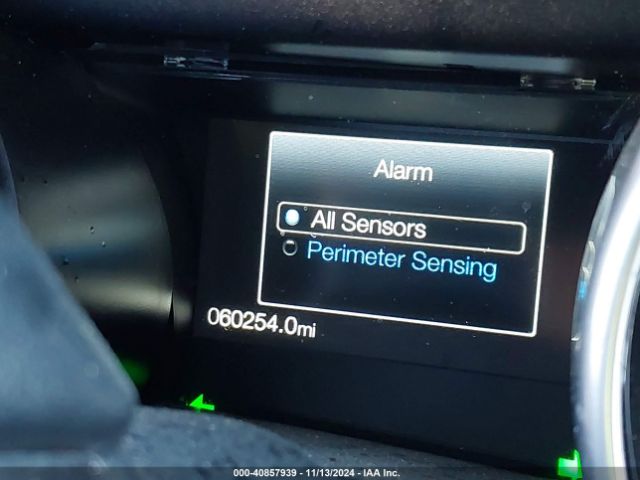 Alarm
All Sensors
Perimeter Sensing
060254.0mi
000-40857939 - 11/13/2024 - IAA Inc.